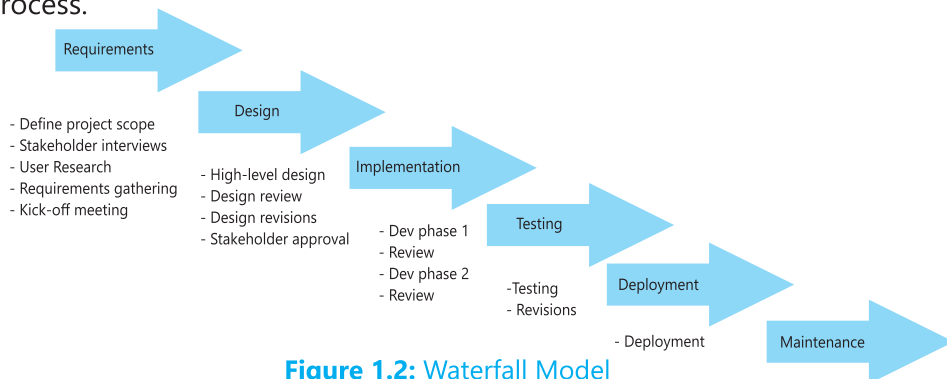 rocess.
Requirements
- Define project scope
- Stakeholder interviews
- User Research
- Requirements gathering
- Kick-off meeting
Design
- High-level design
- Design review
- Design revisions
- Stakeholder approval
Implementation
- Dev phase 1
- Review
- Dev phase 2
- Review
Testing
-Testing
- Revisions
Deployment
- Deployment
Maintenance
Figure 1.2: Waterfall Model